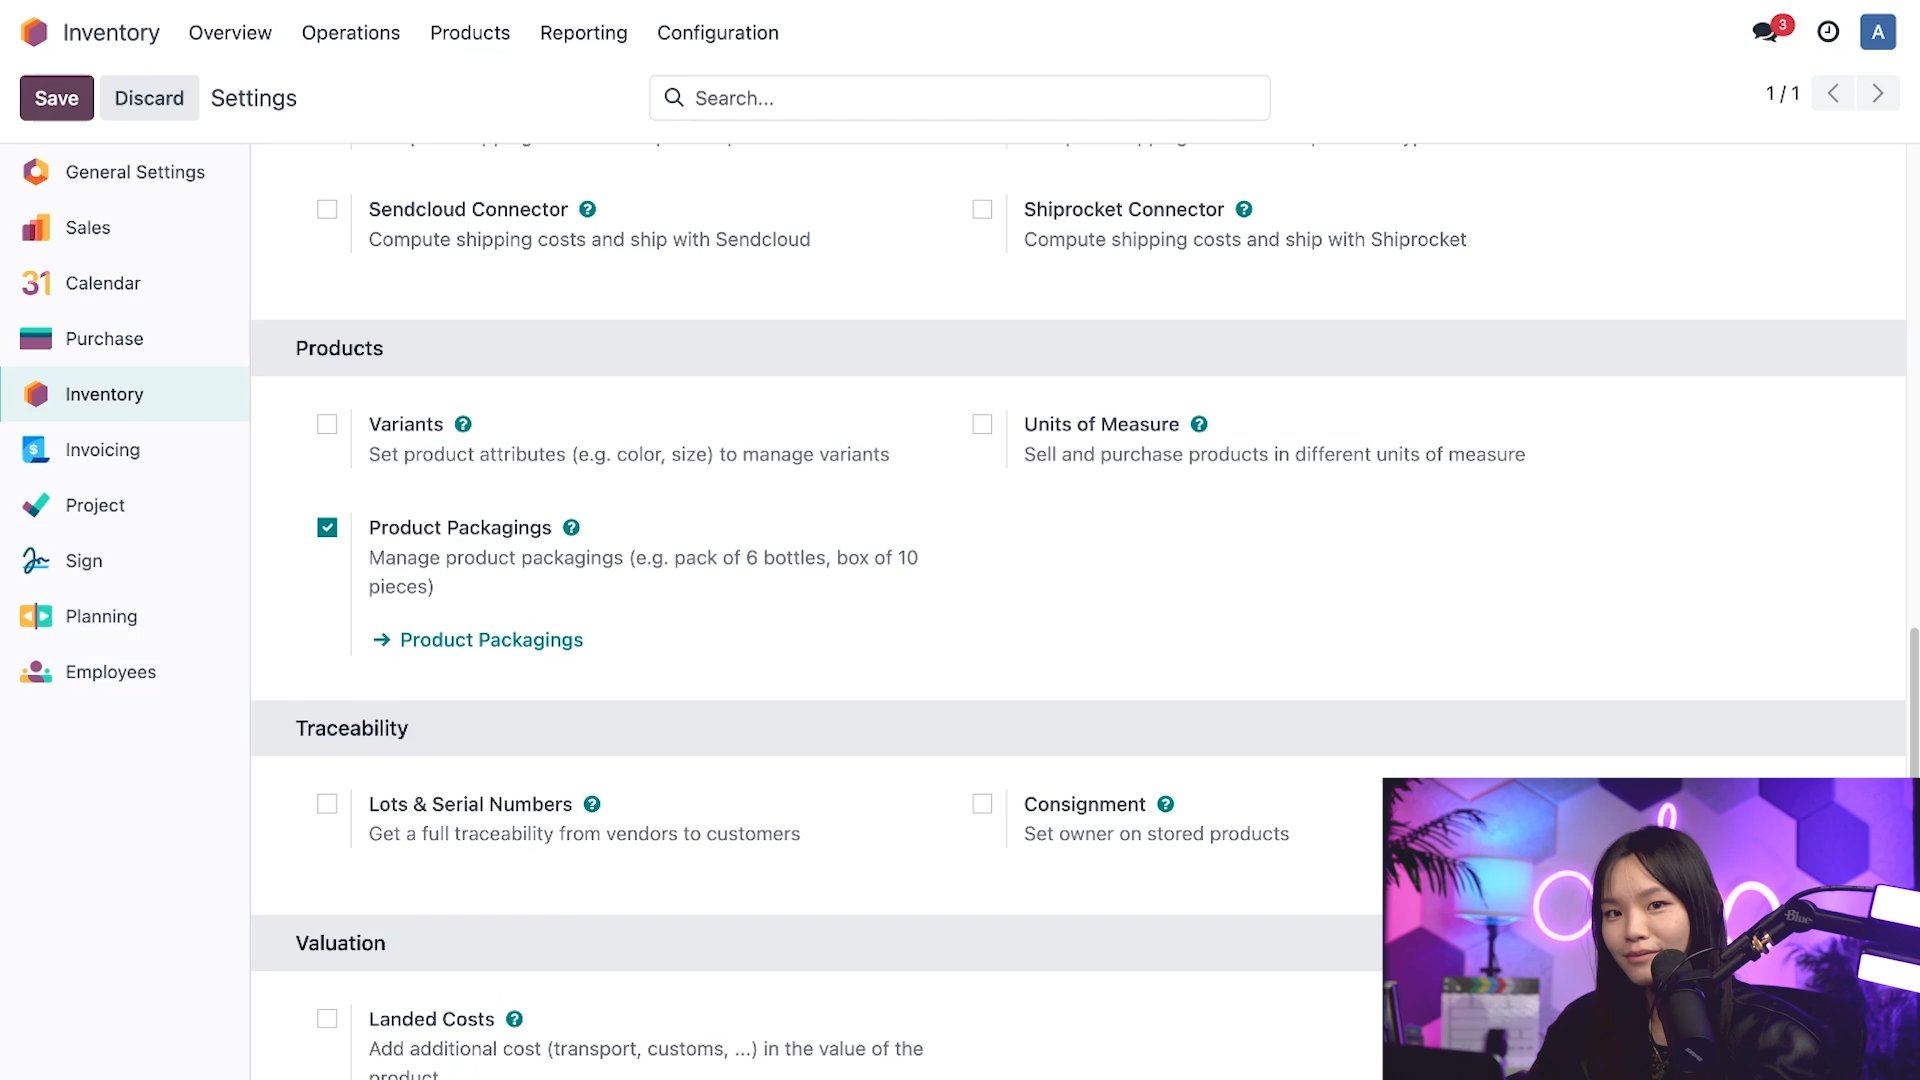 Inventory
Overview
Operations
Products
Reporting
Configuration
3
A
Save
Discard
Settings
Search...
1 / 1
General Settings
Sales
31
Calendar
Purchase
Inventory
$
Invoicing
Project
Sign
Planning
Employees
Sendcloud Connector ?
Compute shipping costs and ship with Sendcloud
Shiprocket Connector ?
Compute shipping costs and ship with Shiprocket
Products
Variants ?
Set product attributes (e.g. color, size) to manage variants
Units of Measure ?
Sell and purchase products in different units of measure
Product Packagings ?
Manage product packagings (e.g. pack of 6 bottles, box of 10
pieces)
Product Packagings
Traceability
Lots & Serial Numbers ?
Get a full traceability from vendors to customers
Consignment ?
Set owner on stored products
Valuation
Landed Costs ?
Add additional cost (transport, customs, ...) in the value of the
product
Blue